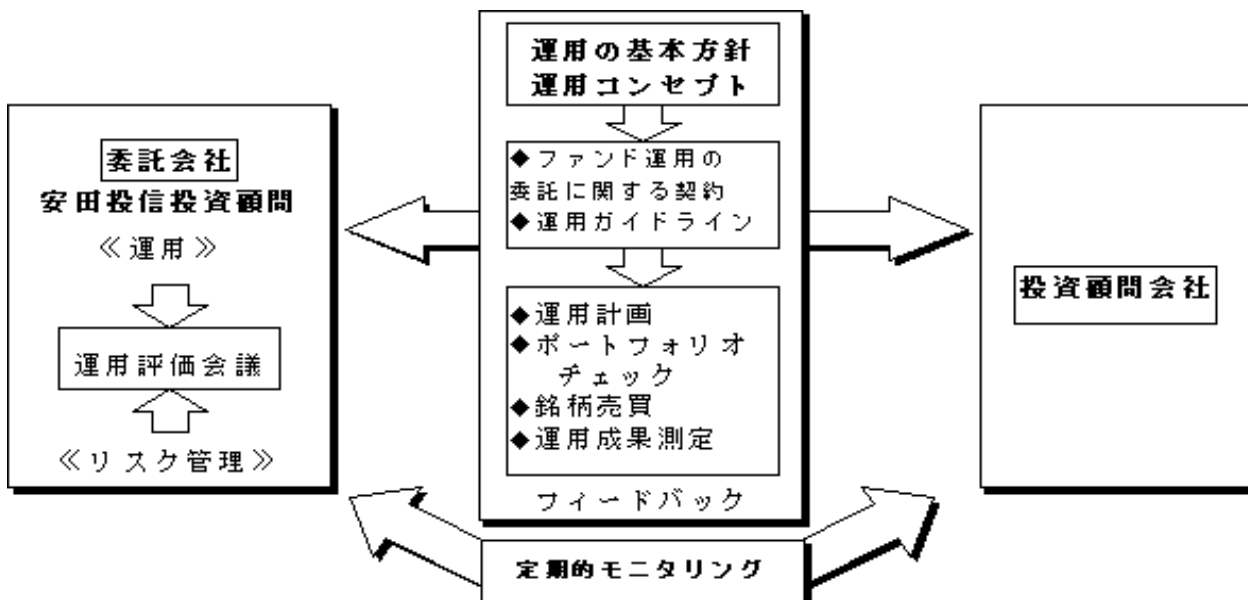 運用の基本方針
運用コンセプト
委託会社
安田投信投資顧問
≪運用≫
運用評価会議
≪リスク管理≫
◆ファンド運用の
委託に関する契約
◆運用ガイドライン
◆運用計画
◆ポートフォリオ
チェック
◆銘柄売買
◆運用成果測定
フィードバック
投資顧問会社
定期的モニタリング